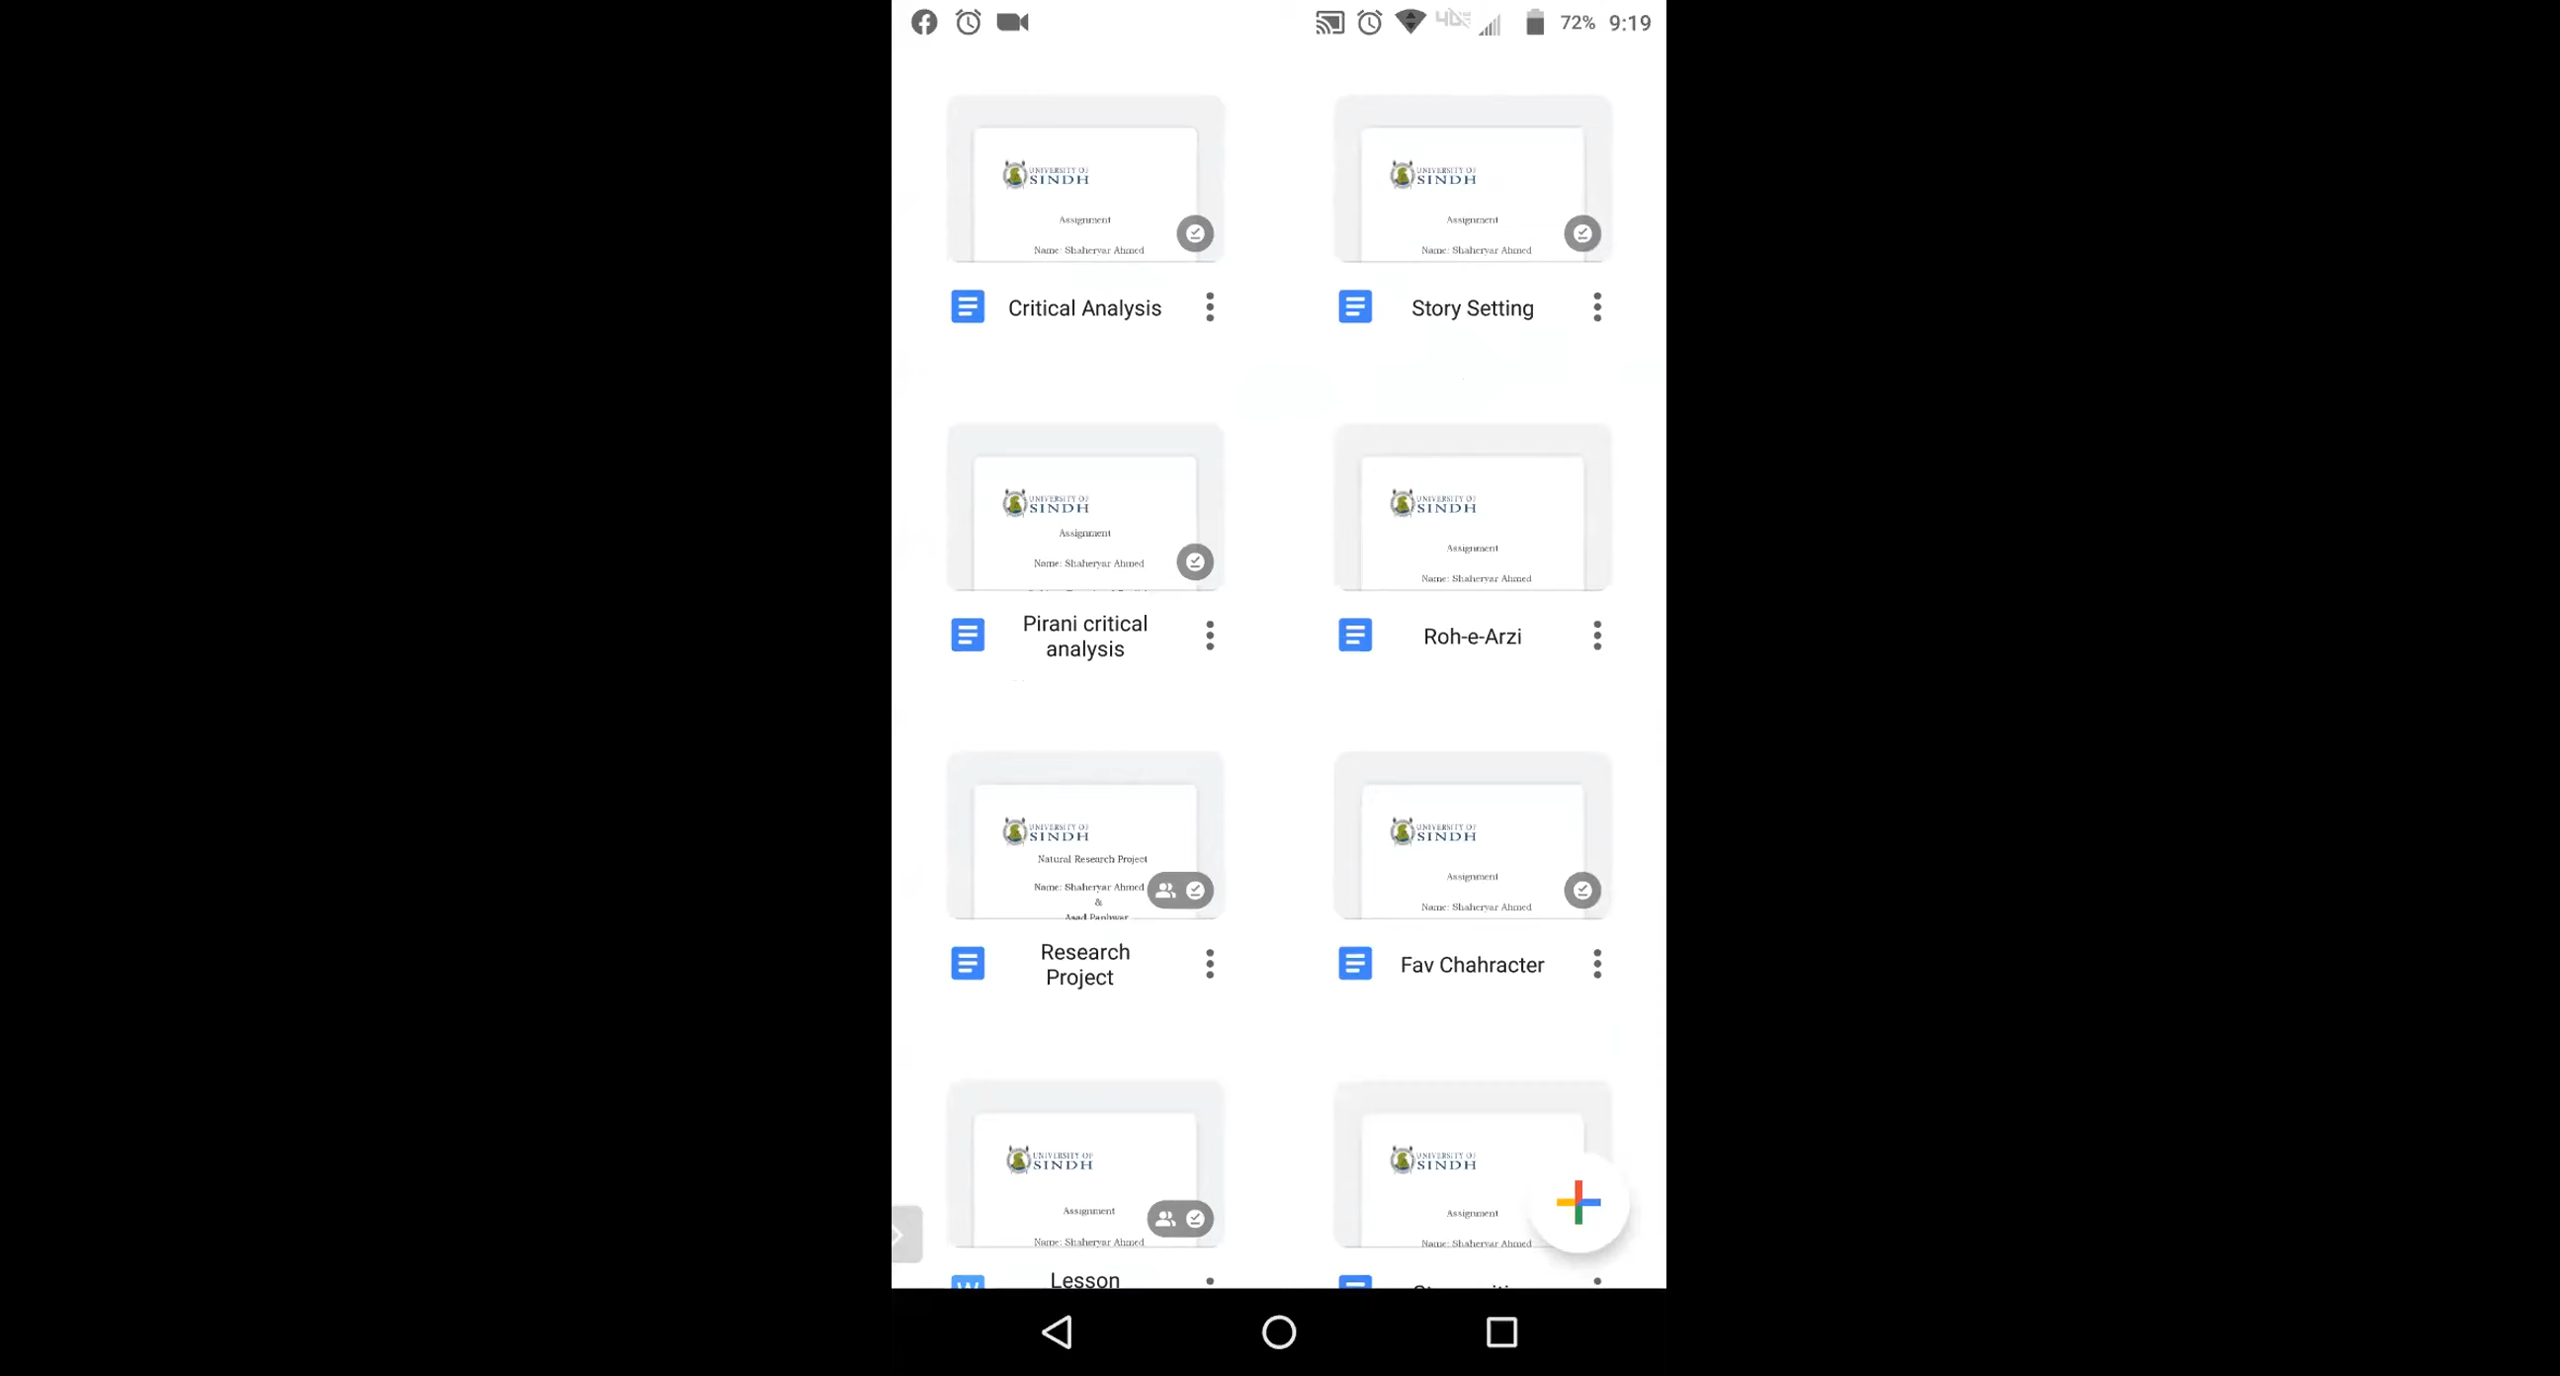 72% 9:19
UNIVERSITY OF
SINDH
Assignment
Name: Shaheryar Ahmed
Critical Analysis
UNIVERSITY OF
SINDH
Assignment
Name: Shaheryar Ahmed
Story Setting
UNIVERSITY OF
SINDH
Assignment
Name: Shaheryar Ahmed
Pirani critical
analysis
UNIVERSITY OF
SINDH
Assignment
Name: Shaheryar Ahmed
Roh-e-Arzi
UNIVERSITY OF
SINDH
Natural Research Project
Name: Shaheryar Ahmed
&
Asad Panhwar
Research
Project
UNIVERSITY OF
SINDH
Assignment
Name: Shaheryar Ahmed
Fav Chahracter
UNIVERSITY OF
SINDH
Assignment
Name: Shaheryar Ahmed
Lesson
UNIVERSITY OF
SINDH
Assignment
Name: Shaheryar Ahmed